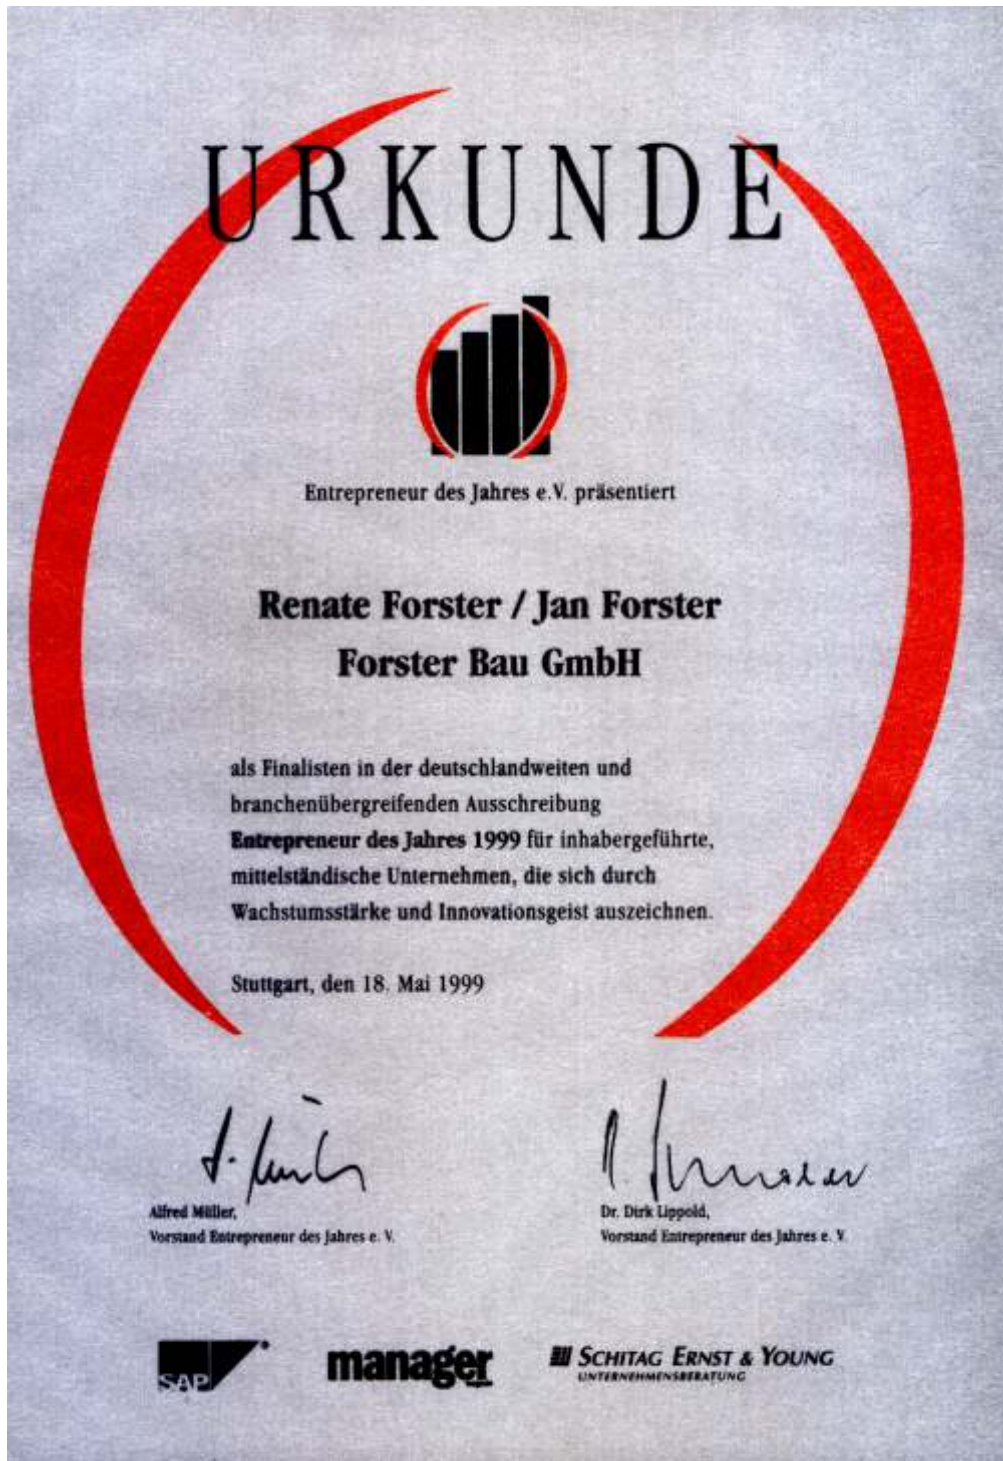 URKUNDE
Entrepreneur des Jahres e.V. präsentiert
Renate Forster / Jan Forster
Forster Bau GmbH
als Finalisten in der deutschlandweiten und
branchenübergreifenden Ausschreibung
Entrepreneur des Jahres 1999 für inhabergeführte,
mittelständische Unternehmen, die sich durch
Wachstumsstärke und Innovationsgeist auszeichnen.
Stuttgart, den 18. Mai 1999
Alfred Müller,
Vorstand Entrepreneur des Jahres e. V.
Dr. Dirk Lippold,
Vorstand Entrepreneur des Jahres e. V.
SAP®
manager
SCHITAG ERNST & YOUNG
UNTERNEHMENSBERATUNG